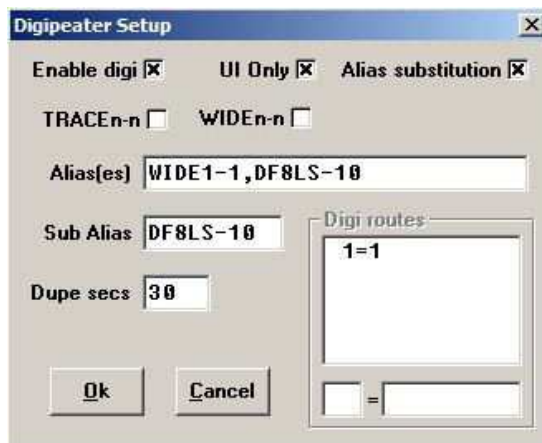 Digipeater Setup
Enable digi UI Only Alias substitution
TRACEn-n WIDEn-n
Alias(es) WIDE1-1,DF8LS-10
Sub Alias DF8LS-10
Digi routes
1=1
Dupe secs 30
Ok Cancel
=